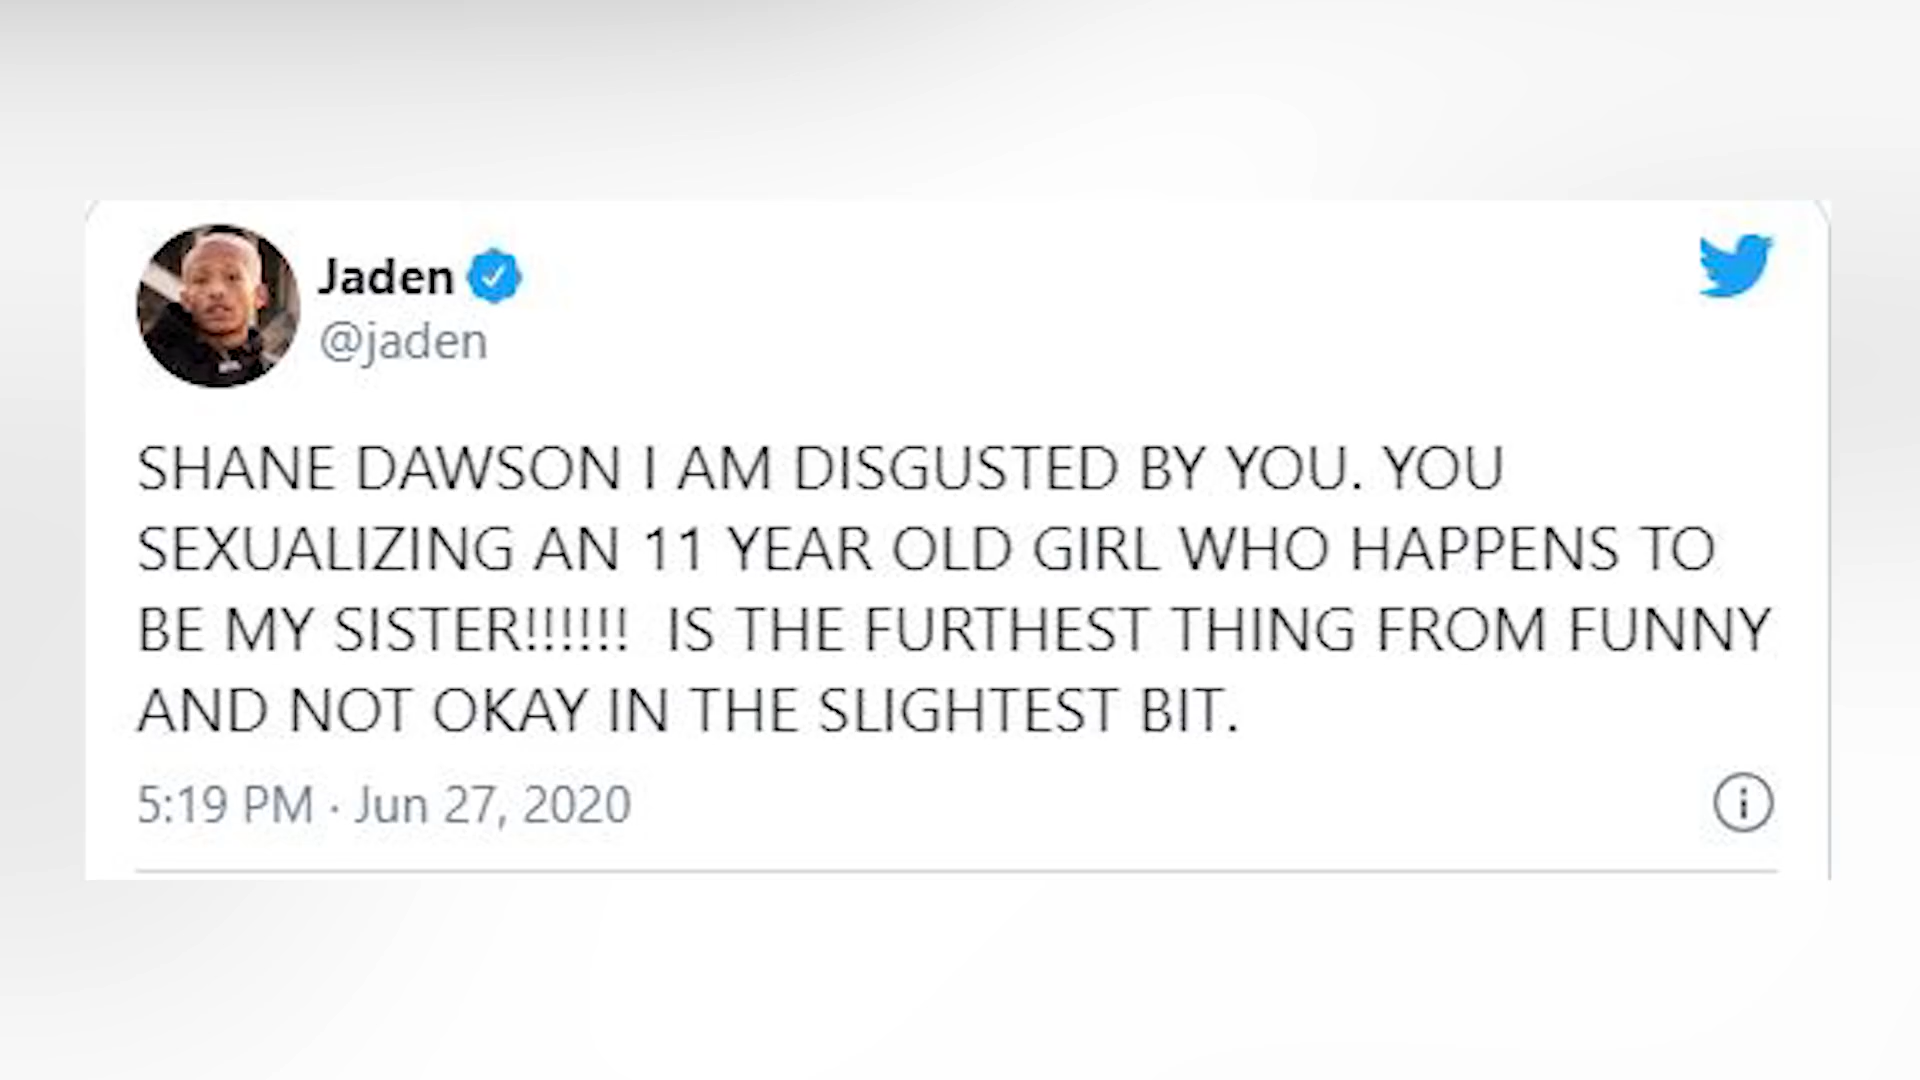 Jaden
@jaden
SHANE DAWSON I AM DISGUSTED BY YOU. YOU
SEXUALIZING AN 11 YEAR OLD GIRL WHO HAPPENS TO
BE MY SISTER!!!!!!  IS THE FURTHEST THING FROM FUNNY
AND NOT OKAY IN THE SLIGHTEST BIT.
5:19 PM · Jun 27, 2020